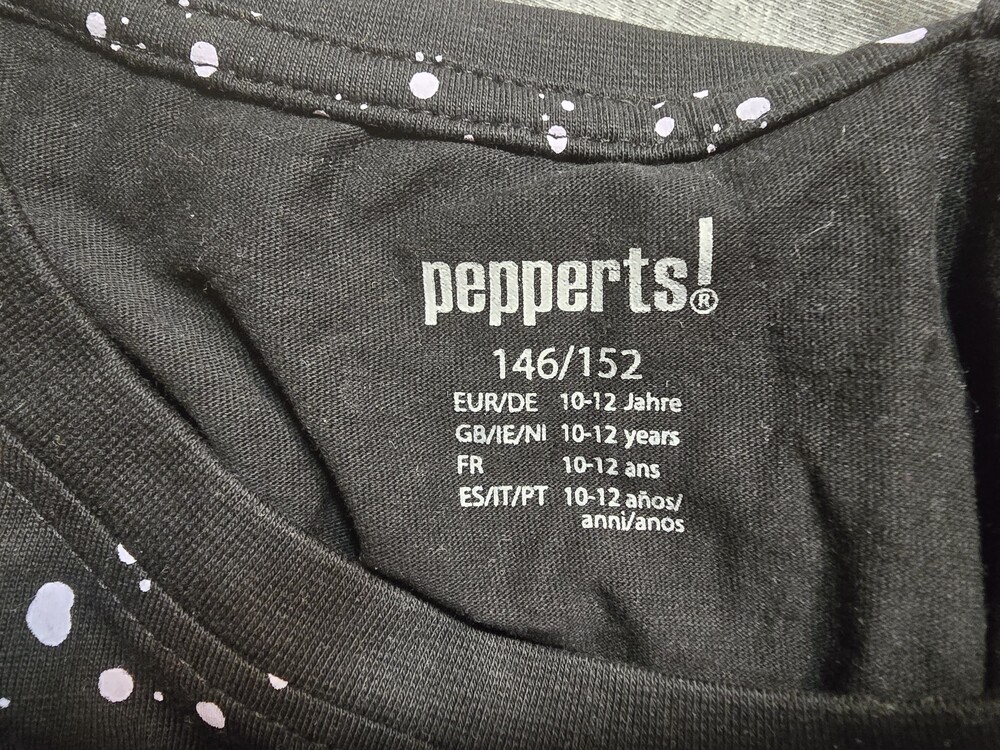 pepperts!®
146/152
EUR/DE 10-12 Jahre
GB/IE/NI 10-12 years
FR 10-12 ans
ES/IT/PT 10-12 años/
anni/anos